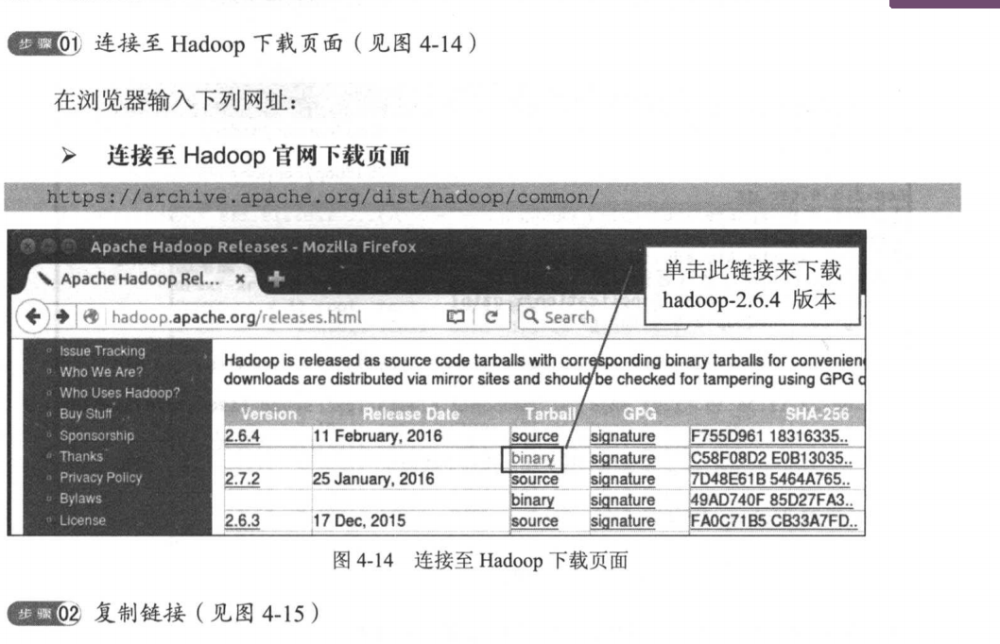 步骤 01 连接至 Hadoop 下载页面（见图 4-14）
在浏览器输入下列网址：
➢ 连接至 Hadoop 官网下载页面
https://archive.apache.org/dist/hadoop/common/
Apache Hadoop Releases - Mozilla Firefox
Apache Hadoop Rel... × +
单击此链接来下载
hadoop-2.6.4 版本
hadoop.apache.org/releases.html Search
Issue Tracking
Who We Are?
Who Uses Hadoop?
Buy Stuff
Sponsorship
Thanks
Privacy Policy
Bylaws
License
Hadoop is released as source code tarballs with corresponding binary tarballs for convenien
downloads are distributed via mirror sites and should be checked for tampering using GPG
Version Release Date Tarball GPG SHA-256
2.6.4 11 February, 2016 source signature F755D961 18316335..
binary signature C58F08D2 E0B13035..
2.7.2 25 January, 2016 source signature 7D48E61B 5464A765..
binary signature 49AD740F 85D27FA3..
2.6.3 17 Dec, 2015 source signature FA0C71B5 CB33A7FD..
图 4-14 连接至 Hadoop 下载页面
步骤 02 复制链接（见图 4-15）